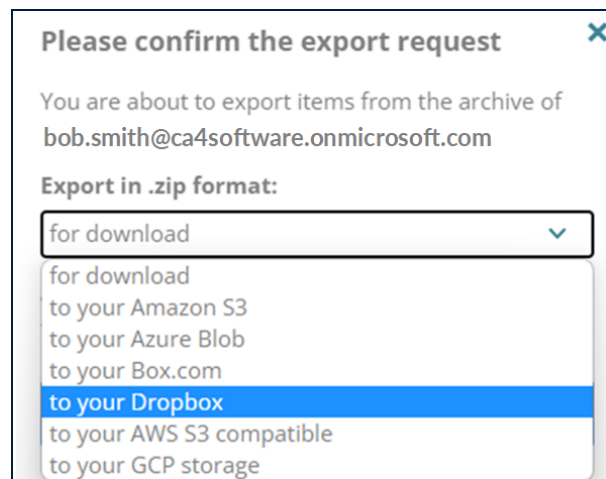 Please confirm the export request
You are about to export items from the archive of
bob.smith@ca4software.onmicrosoft.com
Export in .zip format:
for download
for download
to your Amazon S3
to your Azure Blob
to your Box.com
to your Dropbox
to your AWS S3 compatible
to your GCP storage